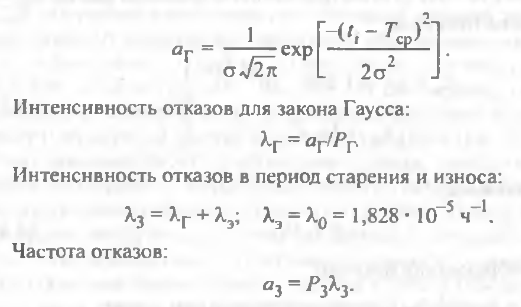 a_Г = 1/(σ√2π) exp[−(t_i − T_ср)²/2σ²].
Интенсивность отказов для закона Гаусса:
λ_Г = a_Г/P_Г.
Интенсивность отказов в период старения и износа:
λ_3 = λ_Г + λ_э; λ_э = λ_0 = 1,828 · 10⁻⁵ ч⁻¹.
Частота отказов:
a_3 = P_3λ_3.